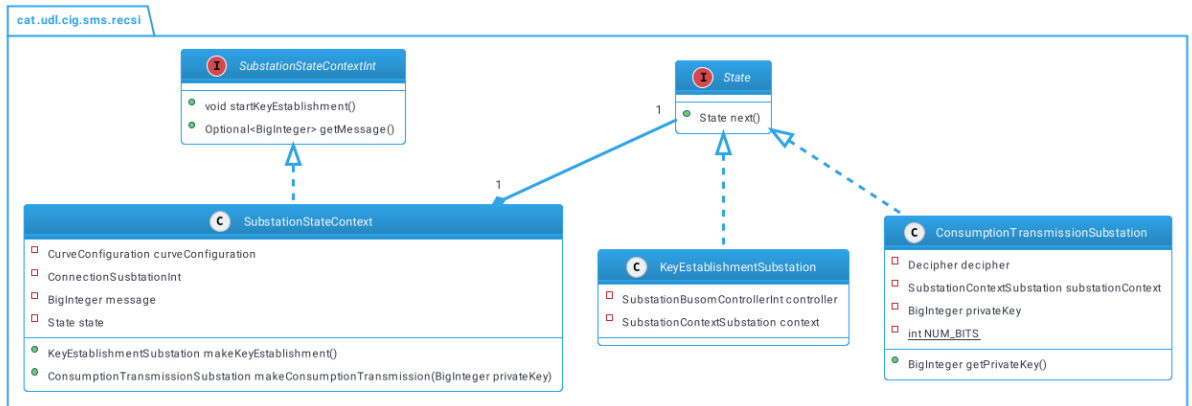 cat.udl.cig.sms.recsi
I SubstationStateContextInt
void startKeyEstablishment()
Optional<BigInteger> getMessage()
I State
State next()
1
1
C SubstationStateContext
CurveConfiguration curveConfiguration
ConnectionSusbtationInt
BigInteger message
State state
KeyEstablishmentSubstation makeKeyEstablishment()
ConsumptionTransmissionSubstation makeConsumptionTransmission(BigInteger privateKey)
C KeyEstablishmentSubstation
SubstationBusomControllerInt controller
SubstationContextSubstation context
C ConsumptionTransmissionSubstation
Decipher decipher
SubstationContextSubstation substationContext
BigInteger privateKey
int NUM_BITS
BigInteger getPrivateKey()